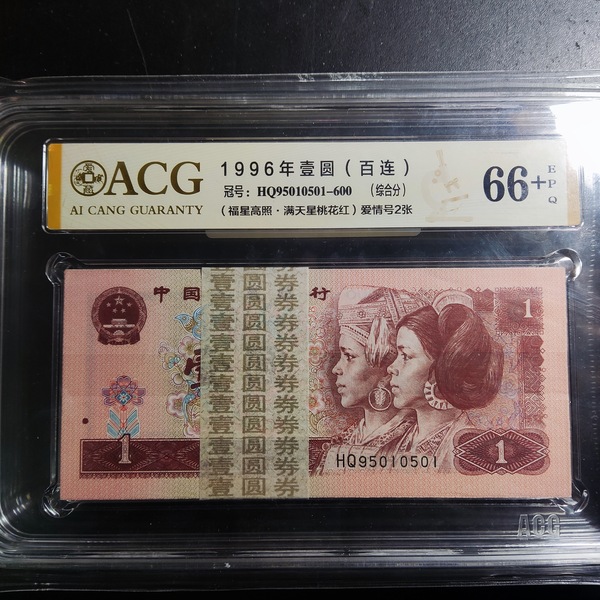 ACG
AI CANG GUARANTY
1996年壹圆（百连）
冠号：HQ95010501-600 （综合分）
（福星高照·满天星桃花红）爱情号2张
66+
EPQ
中国
行
1
壹圆券
壹圆券
壹圆券
壹圆券
壹圆券
壹圆券
壹圆券
壹圆券
壹圆券
壹圆券
壹圆券
1
HQ95010501
1
ACG